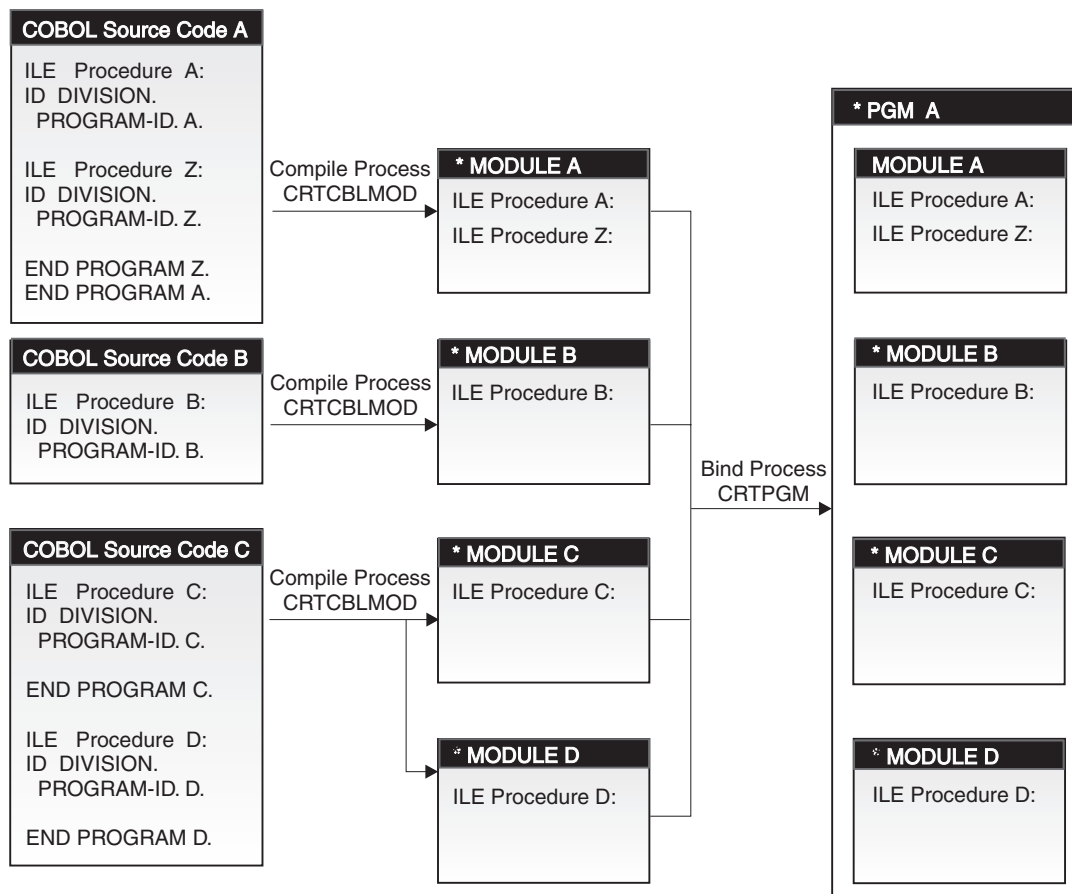 COBOL Source Code A
ILE Procedure A:
ID DIVISION.
PROGRAM-ID. A.
ILE Procedure Z:
ID DIVISION.
PROGRAM-ID. Z.
END PROGRAM Z.
END PROGRAM A.
Compile Process
CRTCBLMOD
* MODULE A
ILE Procedure A:
ILE Procedure Z:
COBOL Source Code B
ILE Procedure B:
ID DIVISION.
PROGRAM-ID. B.
Compile Process
CRTCBLMOD
* MODULE B
ILE Procedure B:
COBOL Source Code C
ILE Procedure C:
ID DIVISION.
PROGRAM-ID. C.
END PROGRAM C.
ILE Procedure D:
ID DIVISION.
PROGRAM-ID. D.
END PROGRAM D.
Compile Process
CRTCBLMOD
* MODULE C
ILE Procedure C:
* MODULE D
ILE Procedure D:
Bind Process
CRTPGM
* PGM A
MODULE A
ILE Procedure A:
ILE Procedure Z:
* MODULE B
ILE Procedure B:
* MODULE C
ILE Procedure C:
* MODULE D
ILE Procedure D: